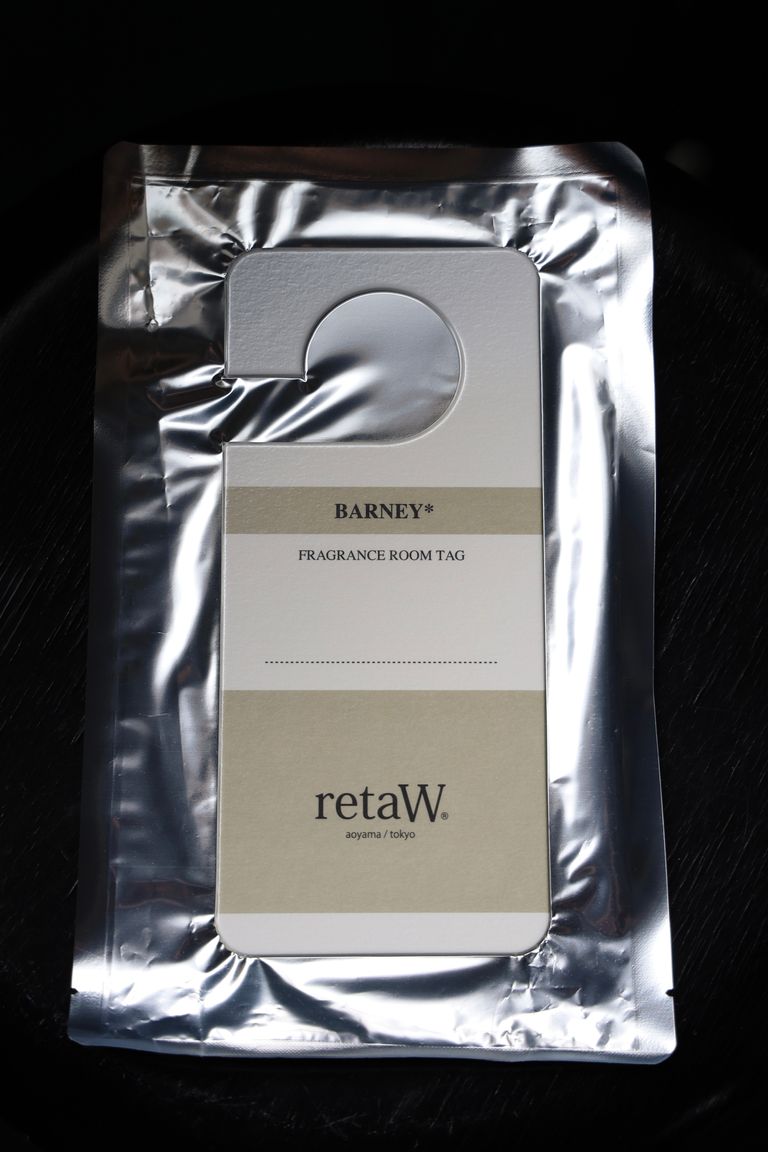 BARNEY*
FRAGRANCE ROOM TAG
retaW®
aoyama / tokyo